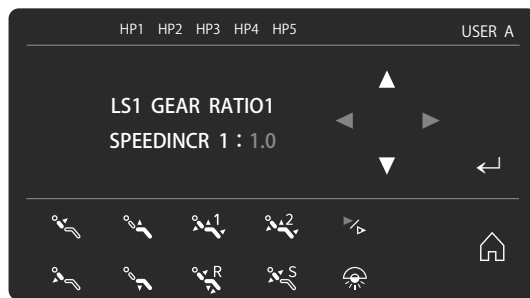 HP1 HP2 HP3 HP4 HP5 USER A
LS1 GEAR RATIO1
SPEEDINCR 1 : 1.0
1 2
R S